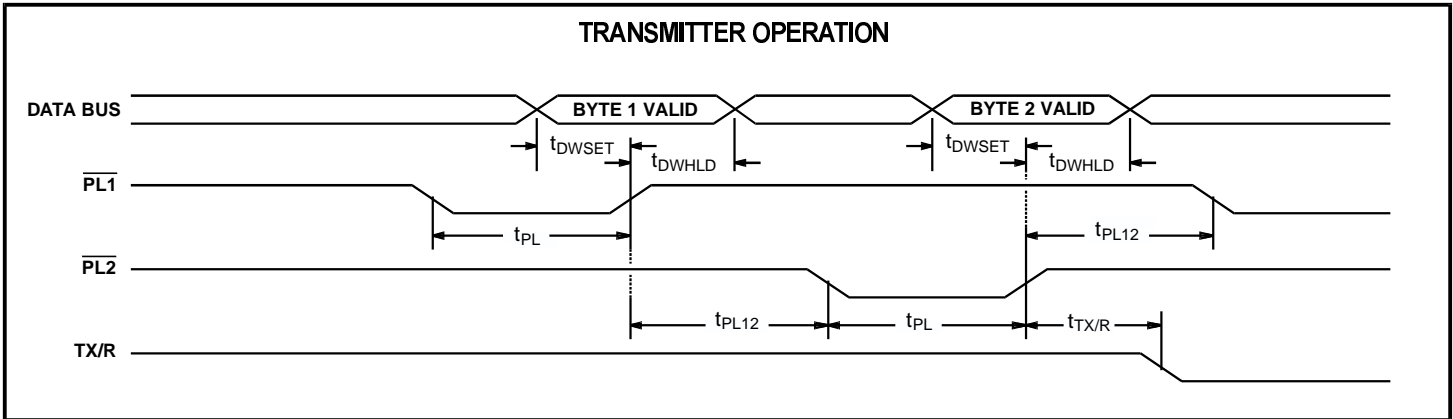 TRANSMITTER OPERATION
DATA BUS
BYTE 1 VALID
BYTE 2 VALID
tDWSET
tDWHLD
tDWSET
tDWHLD
PL1
tPL
tPL12
PL2
tPL12
tPL
tTX/R
TX/R